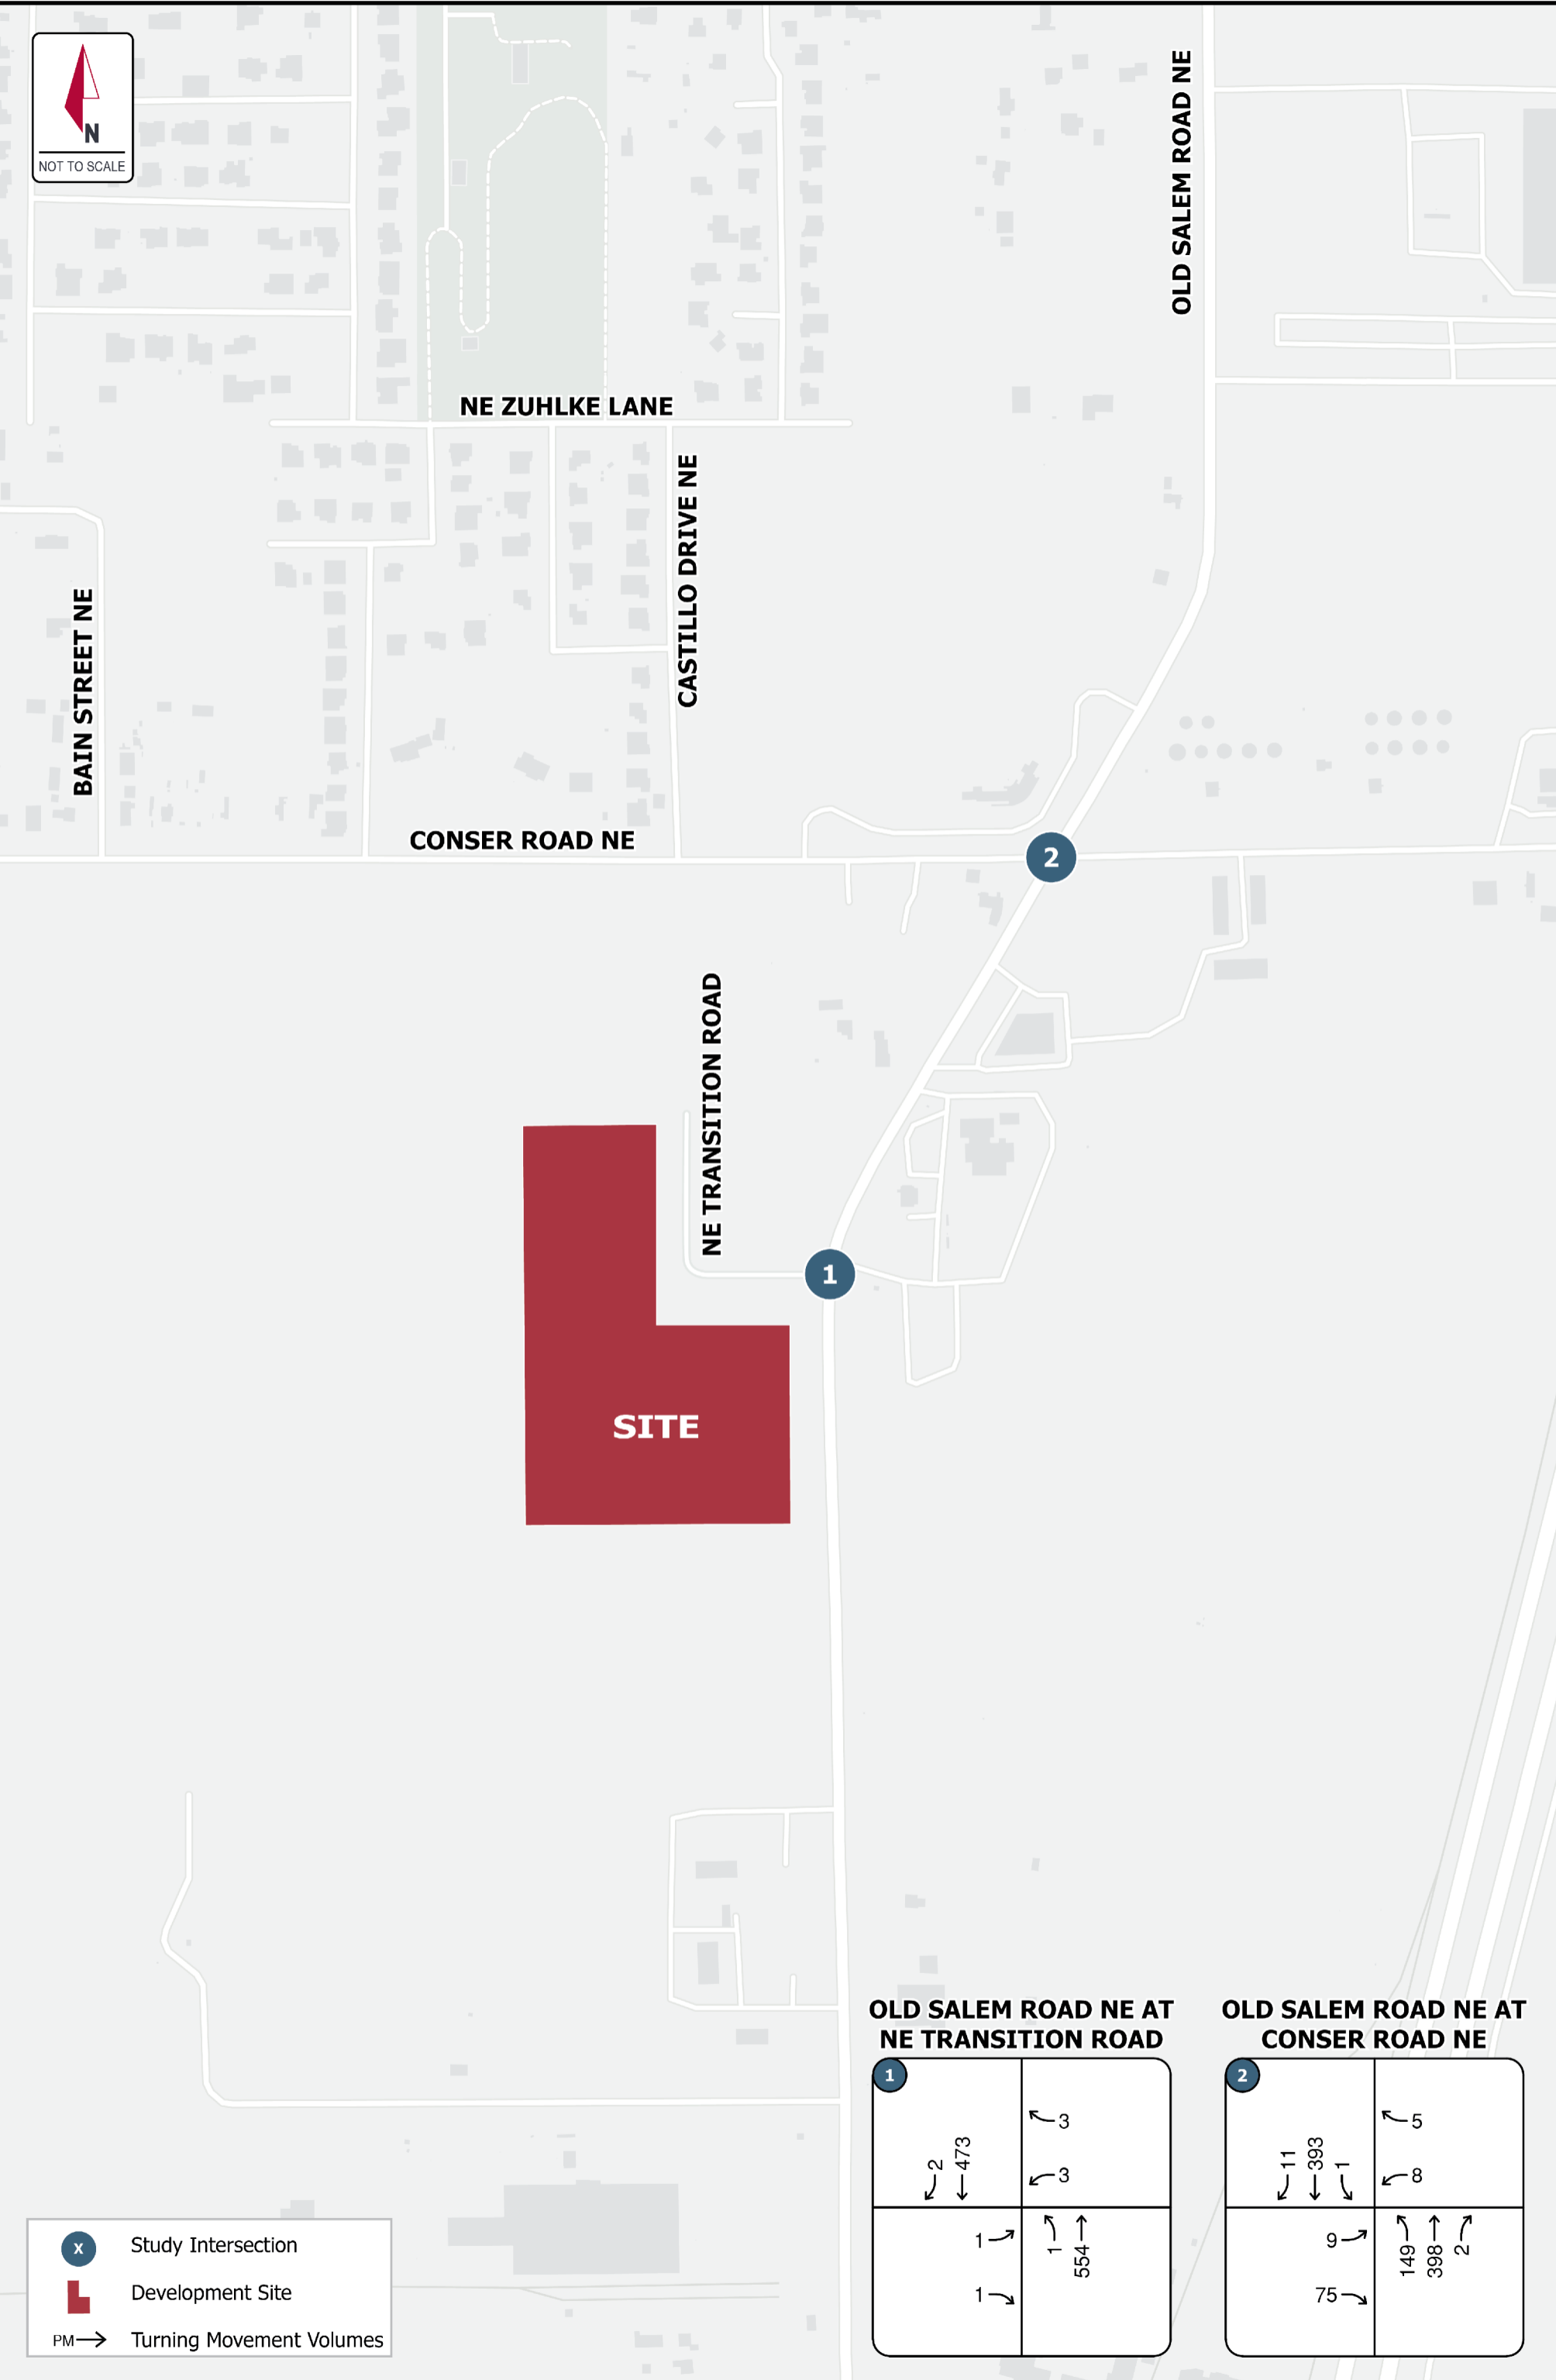 N
NOT TO SCALE
OLD SALEM ROAD NE
NE ZUHLKE LANE
CASTILLO DRIVE NE
BAIN STREET NE
CONSER ROAD NE
2
NE TRANSITION ROAD
1
SITE
OLD SALEM ROAD NE AT
NE TRANSITION ROAD
1
3
2
473
3
1
1
554
1
OLD SALEM ROAD NE AT
CONSER ROAD NE
2
5
11
393
1
8
9
149
398
2
75
X
Study Intersection
Development Site
PM
Turning Movement Volumes